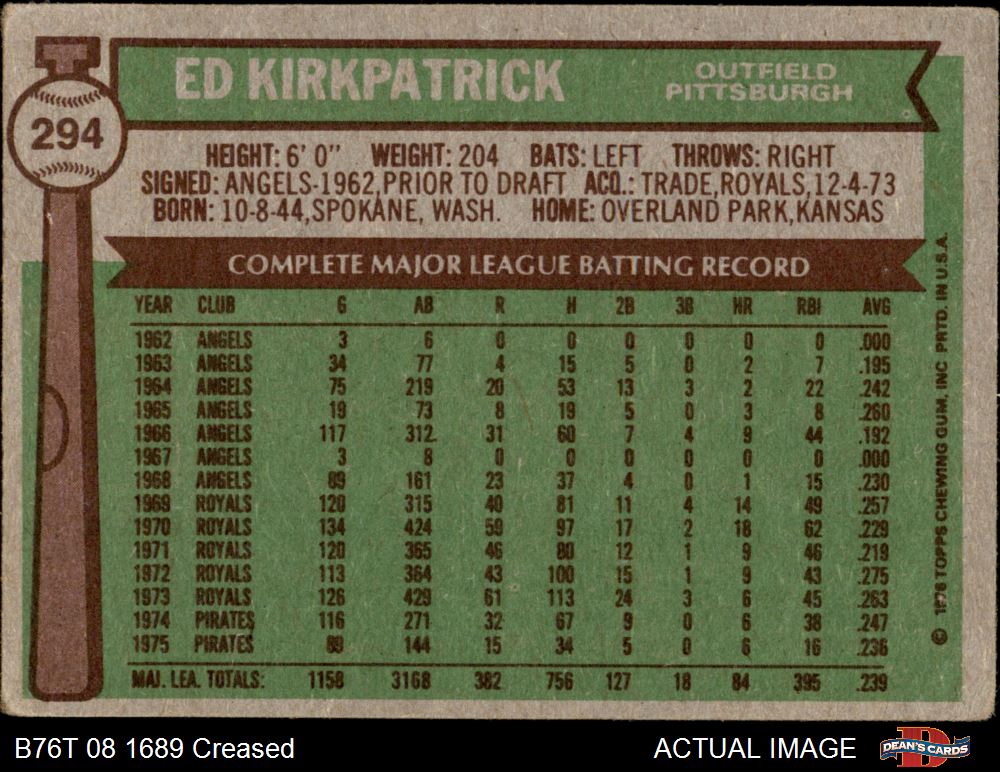 294
ED KIRKPATRICK
OUTFIELD
PITTSBURGH
HEIGHT: 6' 0" WEIGHT: 204 BATS: LEFT THROWS: RIGHT
SIGNED: ANGELS-1962, PRIOR TO DRAFT ACQ.: TRADE, ROYALS, 12-4-73
BORN: 10-8-44, SPOKANE, WASH. HOME: OVERLAND PARK, KANSAS
COMPLETE MAJOR LEAGUE BATTING RECORD
YEAR CLUB G AB R H 2B 3B HR RBI AVG
1962 ANGELS 3 6 0 0 0 0 0 0 .000
1963 ANGELS 34 77 4 15 5 0 2 7 .195
1964 ANGELS 75 219 20 53 13 3 2 22 .242
1965 ANGELS 19 73 8 19 5 0 3 8 .260
1966 ANGELS 117 312 31 60 7 4 9 44 .192
1967 ANGELS 3 8 0 0 0 0 0 0 .000
1968 ANGELS 89 161 23 37 4 0 1 15 .230
1969 ROYALS 120 315 40 81 11 4 14 49 .257
1970 ROYALS 134 424 59 97 17 2 18 62 .229
1971 ROYALS 120 365 46 80 12 1 9 46 .219
1972 ROYALS 113 364 43 100 15 1 9 43 .275
1973 ROYALS 126 429 61 113 24 3 6 45 .263
1974 PIRATES 116 271 32 67 9 0 6 38 .247
1975 PIRATES 89 144 15 34 5 0 6 16 .236
MAJ. LEA. TOTALS: 1158 3168 382 756 127 18 84 395 .239
© 1976 TOPPS CHEWING GUM, INC PRTD. IN U.S.A.
B76T 08 1689 Creased
ACTUAL IMAGE
DEAN'S CARDS